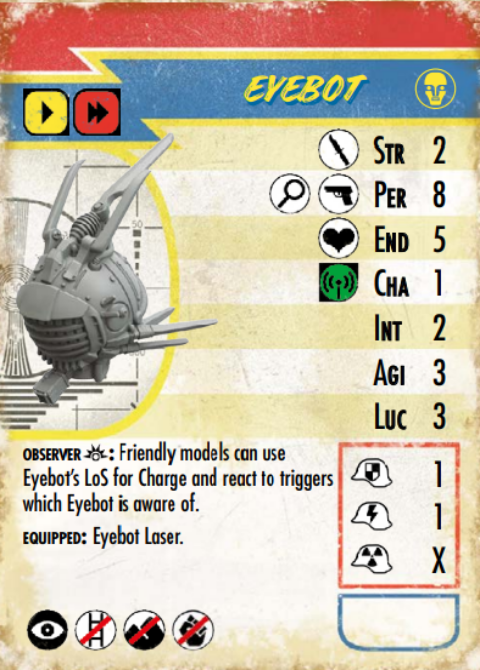 EYEBOT
STR 2
PER 8
END 5
CHA 1
INT 2
AGI 3
LUC 3
OBSERVER : Friendly models can use
Eyebot's LoS for Charge and react to triggers
which Eyebot is aware of.
EQUIPPED: Eyebot Laser.
1
1
X